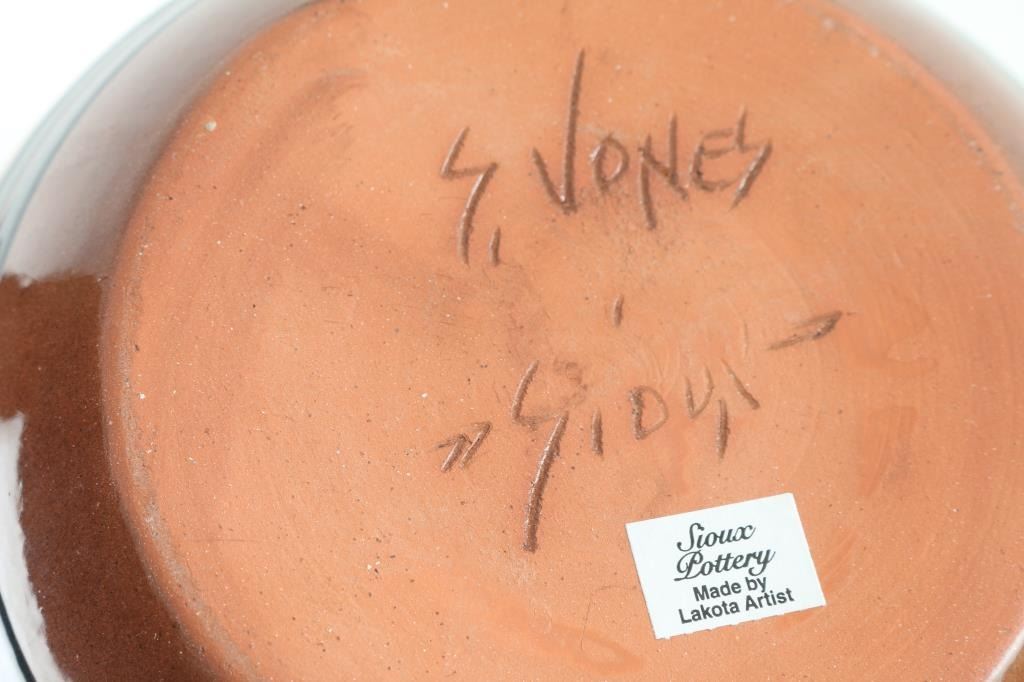 S. JONES
"SIOUX"
Sioux
Pottery
Made by
Lakota Artist